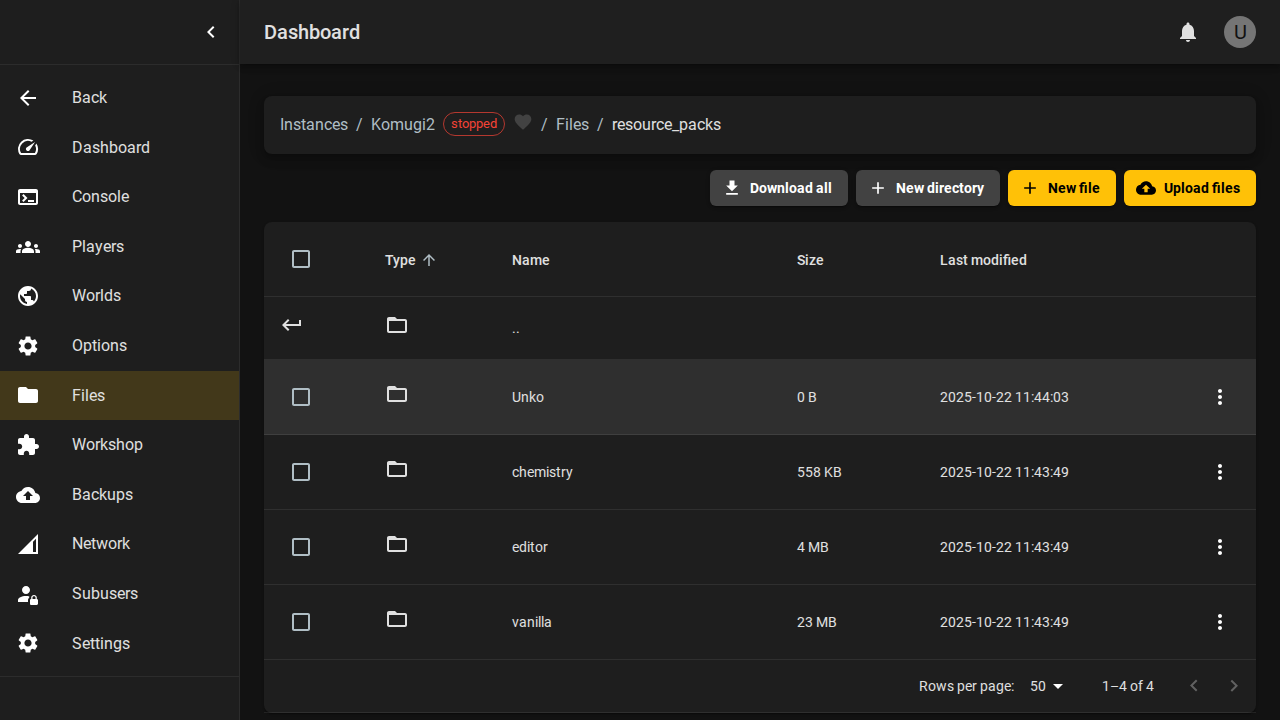 Dashboard
U
Back
Dashboard
Console
Players
Worlds
Options
Files
Workshop
Backups
Network
Subusers
Settings
Instances / Komugi2 stopped / Files / resource_packs
Download all
New directory
New file
Upload files
Type Name Size Last modified
..
Unko 0 B 2025-10-22 11:44:03
chemistry 558 KB 2025-10-22 11:43:49
editor 4 MB 2025-10-22 11:43:49
vanilla 23 MB 2025-10-22 11:43:49
Rows per page: 50 1–4 of 4